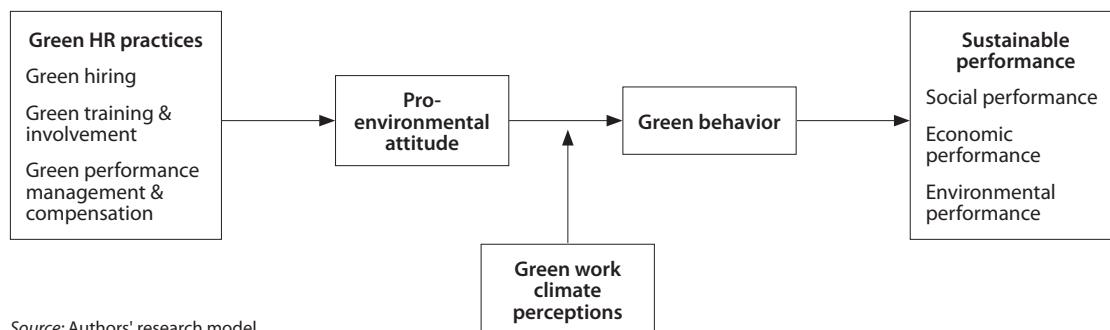 Green HR practices
Green hiring
Green training &
involvement
Green performance
management &
compensation
Pro-
environmental
attitude
Green behavior
Sustainable
performance
Social performance
Economic
performance
Environmental
performance
Green work
climate
perceptions
Source: Authors' research model